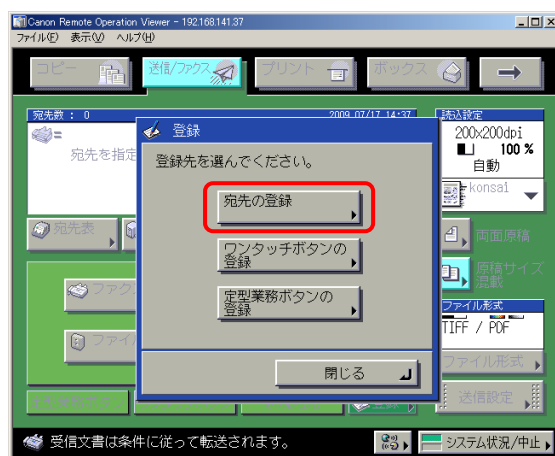 Canon Remote Operation Viewer - 192.168.141.37
ファイル(F) 表示(V) ヘルプ(H)
コピー 送信/ファクス プリント ボックス
宛先数 : 0 2009 07/17 14:37 読込設定
登録
200x200dpi
100 %
自動
宛先を指定
登録先を選んでください。
宛先の登録
konsai
宛先表
両面原稿
ワンタッチボタンの
登録
原稿サイズ
混載
ファク
定型業務ボタンの
登録
ファイル形式
TIFF / PDF
ファイ
ファイル形式
閉じる
送信設定
受信文書は条件に従って転送されます。
システム状況/中止